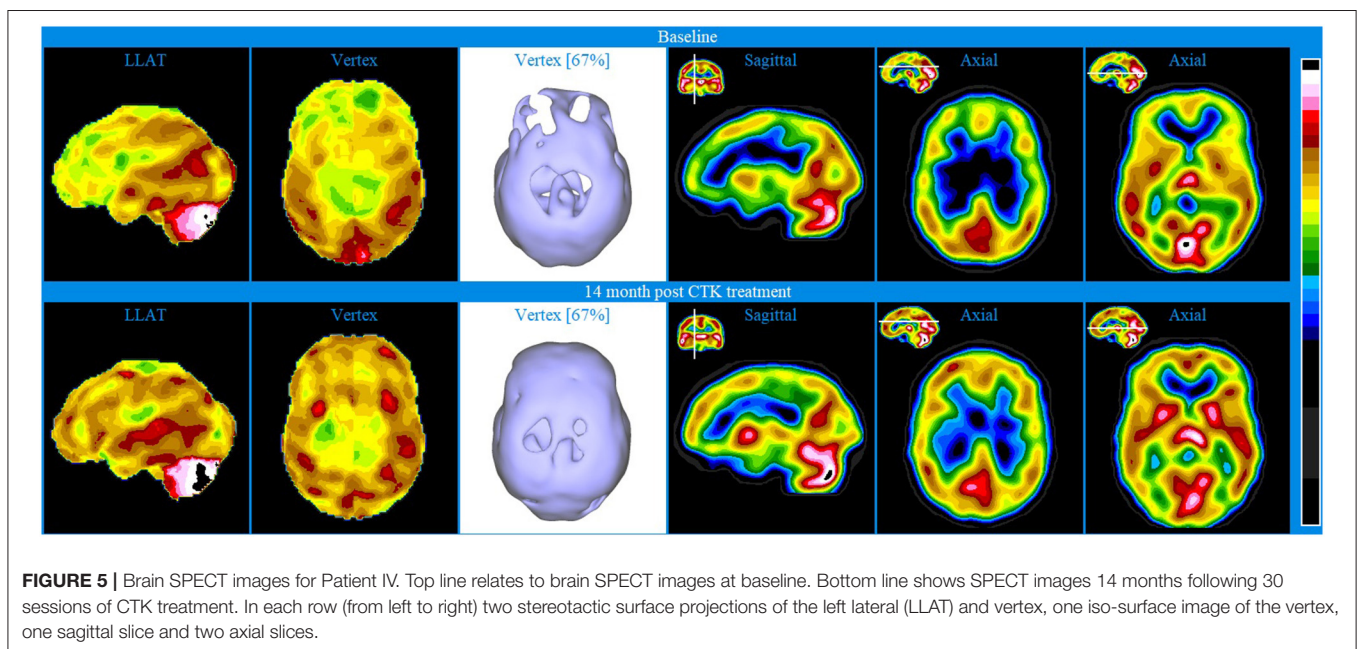 Baseline
LLAT Vertex Vertex [67%] Sagittal Axial Axial
14 month post CTK treatment
LLAT Vertex Vertex [67%] Sagittal Axial Axial
FIGURE 5 | Brain SPECT images for Patient IV. Top line relates to brain SPECT images at baseline. Bottom line shows SPECT images 14 months following 30
sessions of CTK treatment. In each row (from left to right) two stereotactic surface projections of the left lateral (LLAT) and vertex, one iso-surface image of the vertex,
one sagittal slice and two axial slices.